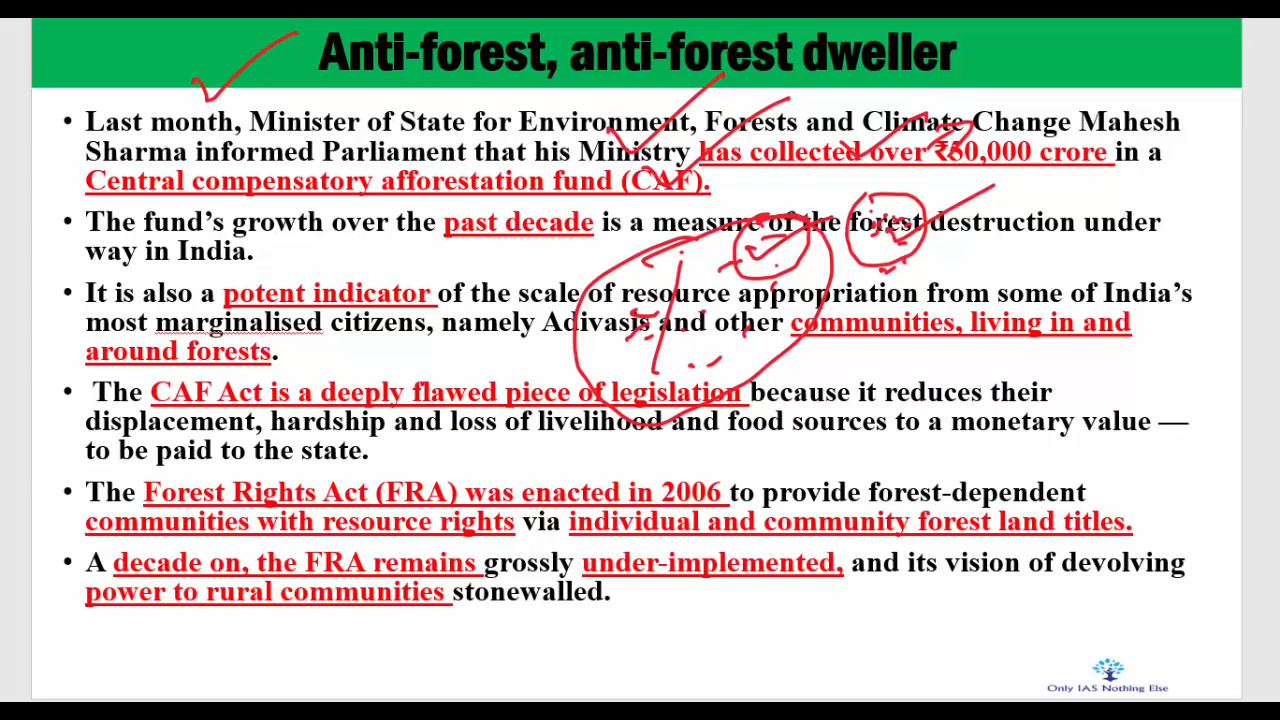 Anti-forest, anti-forest dweller
• Last month, Minister of State for Environment, Forests and Climate Change Mahesh
Sharma informed Parliament that his Ministry has collected over ₹50,000 crore in a
Central compensatory afforestation fund (CAF).
• The fund's growth over the past decade is a measure of the forest destruction under
way in India.
• It is also a potent indicator of the scale of resource appropriation from some of India's
most marginalised citizens, namely Adivasis and other communities, living in and
around forests.
• The CAF Act is a deeply flawed piece of legislation because it reduces their
displacement, hardship and loss of livelihood and food sources to a monetary value —
to be paid to the state.
• The Forest Rights Act (FRA) was enacted in 2006 to provide forest-dependent
communities with resource rights via individual and community forest land titles.
• A decade on, the FRA remains grossly under-implemented, and its vision of devolving
power to rural communities stonewalled.
Only IAS Nothing Else